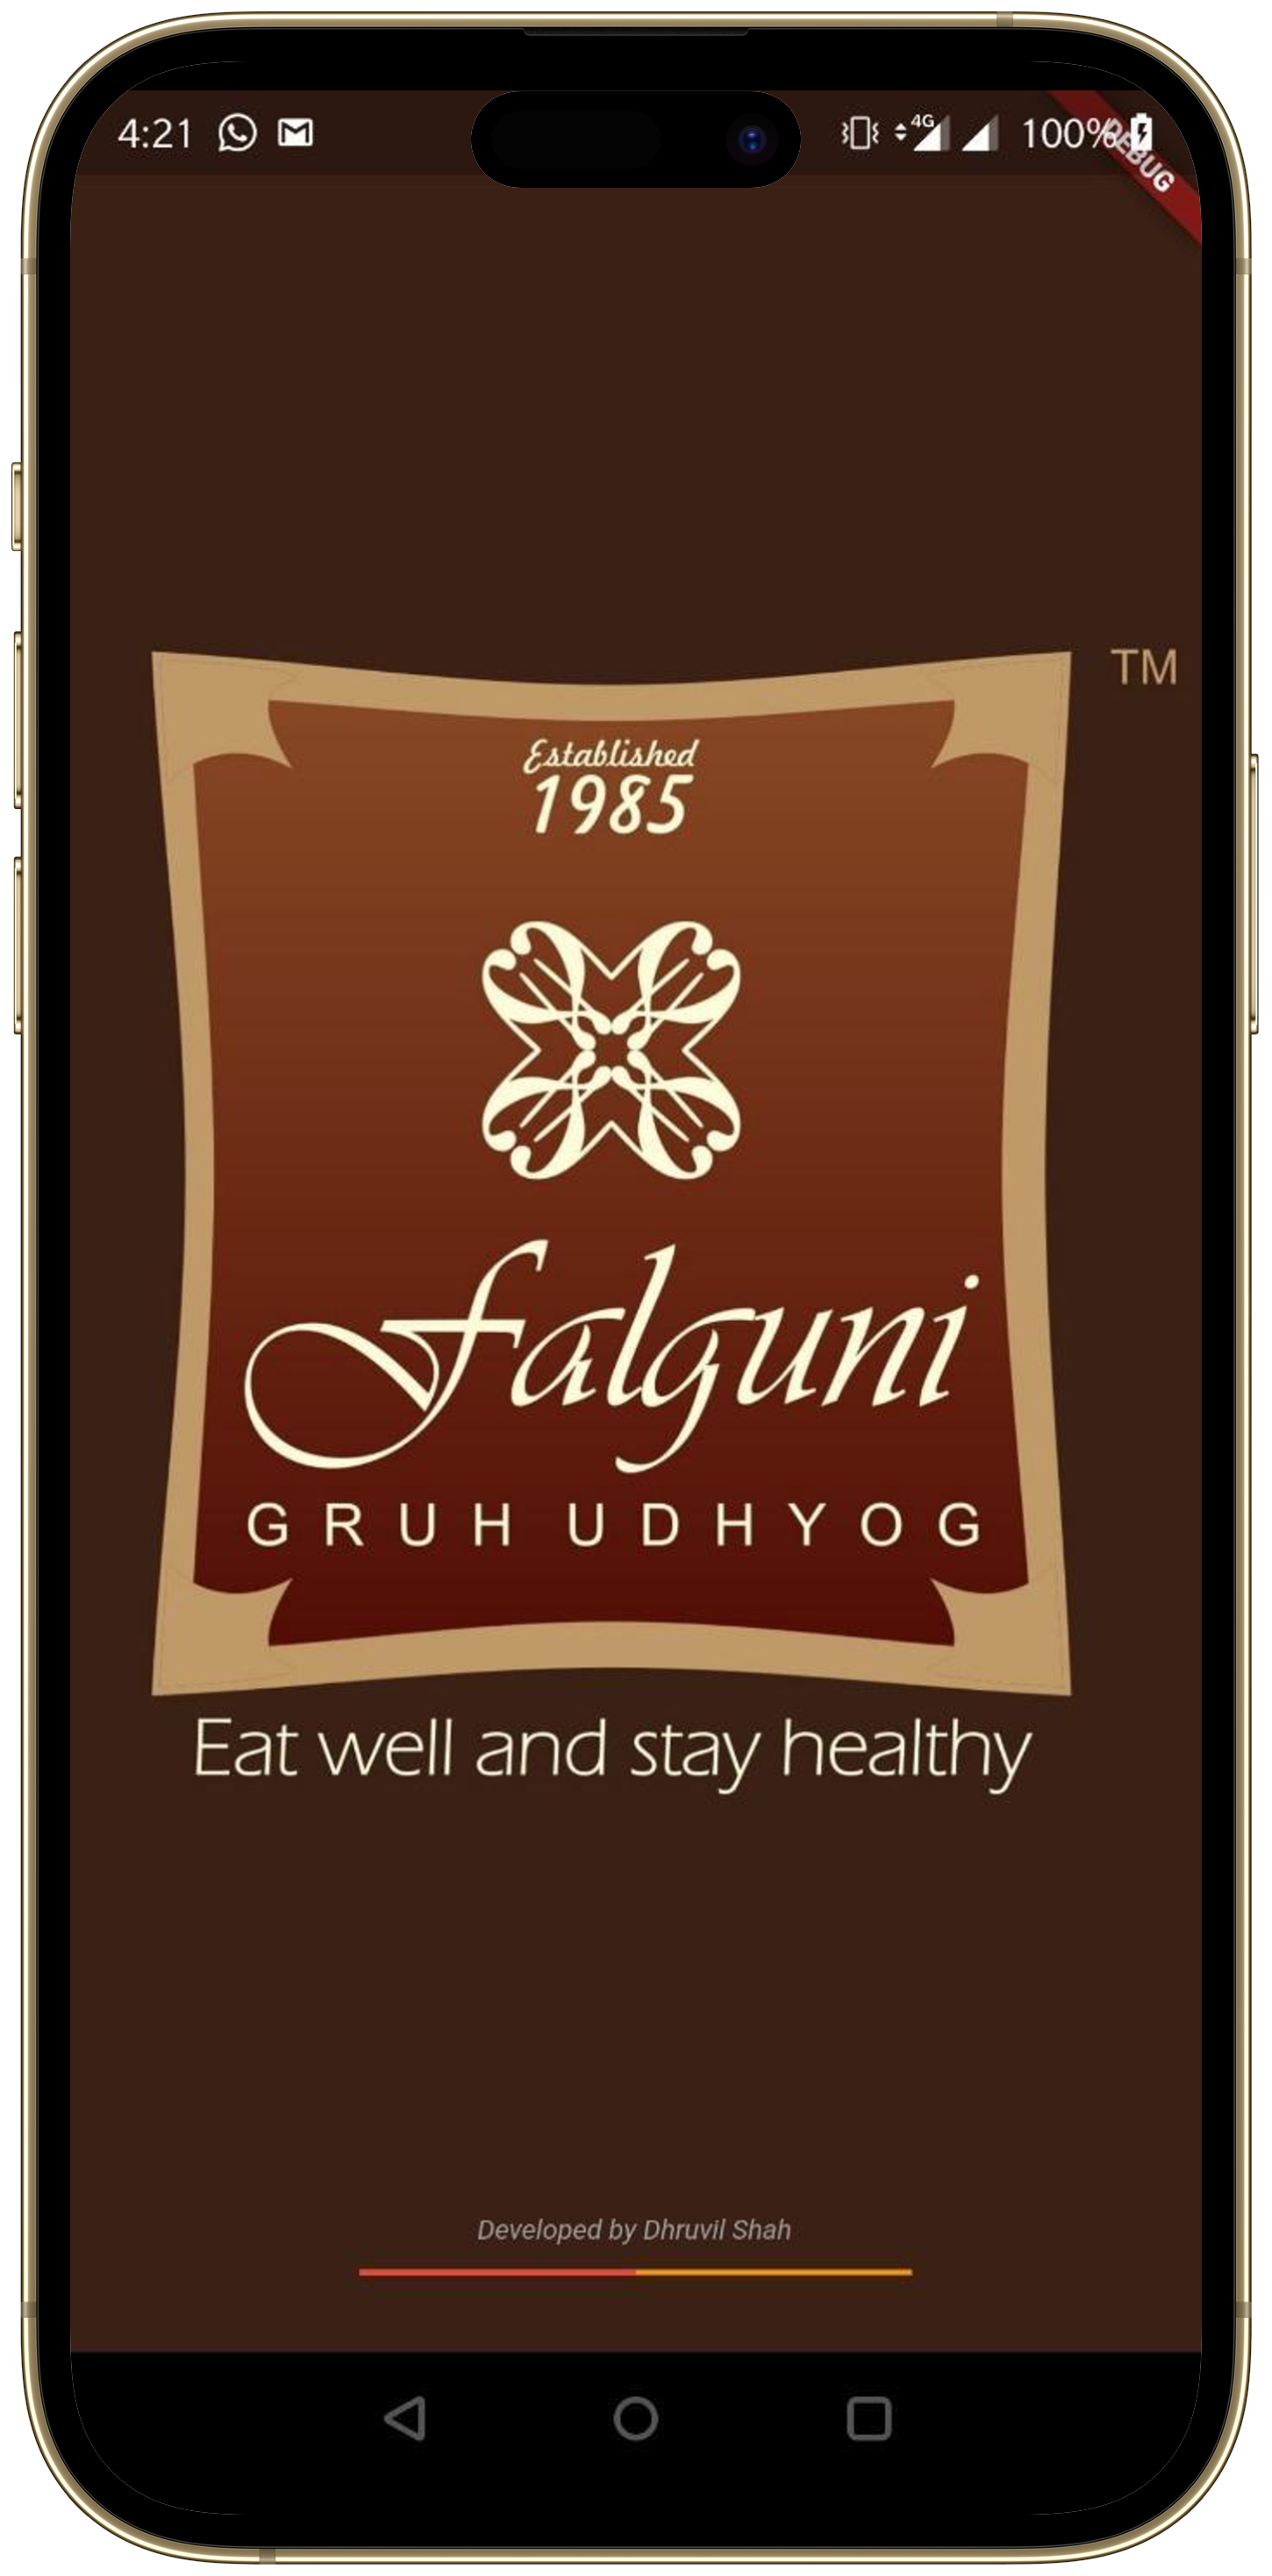 4:21 4G 100%
DEBUG
TM
Established
1985
Falguni
GRUH UDHYOG
Eat well and stay healthy
Developed by Dhruvil Shah